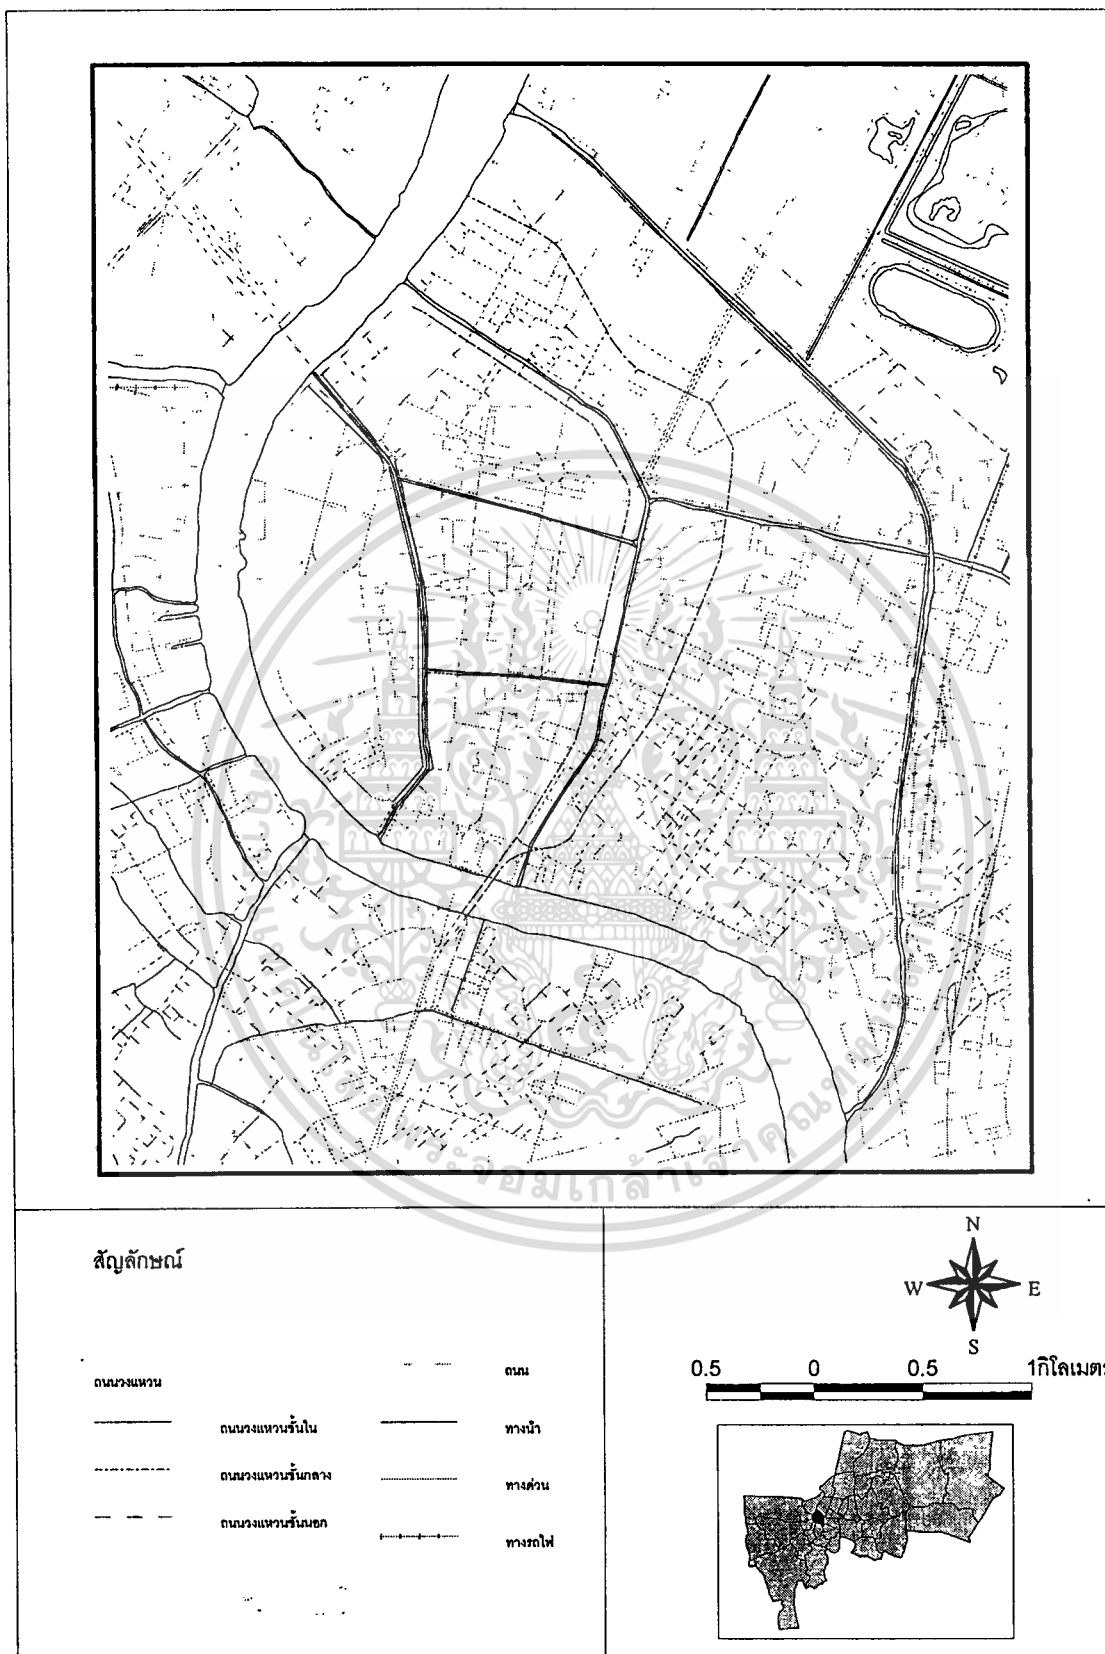 สัญลักษณ์
ถนนวงแหวน
ถนนวงแหวนชั้นใน
ถนนวงแหวนชั้นกลาง
ถนนวงแหวนชั้นนอก
ถนน
ทางน้ำ
ทางด่วน
ทางรถไฟ
N
W E
S
0.5 0 0.5 1กิโลเมตร